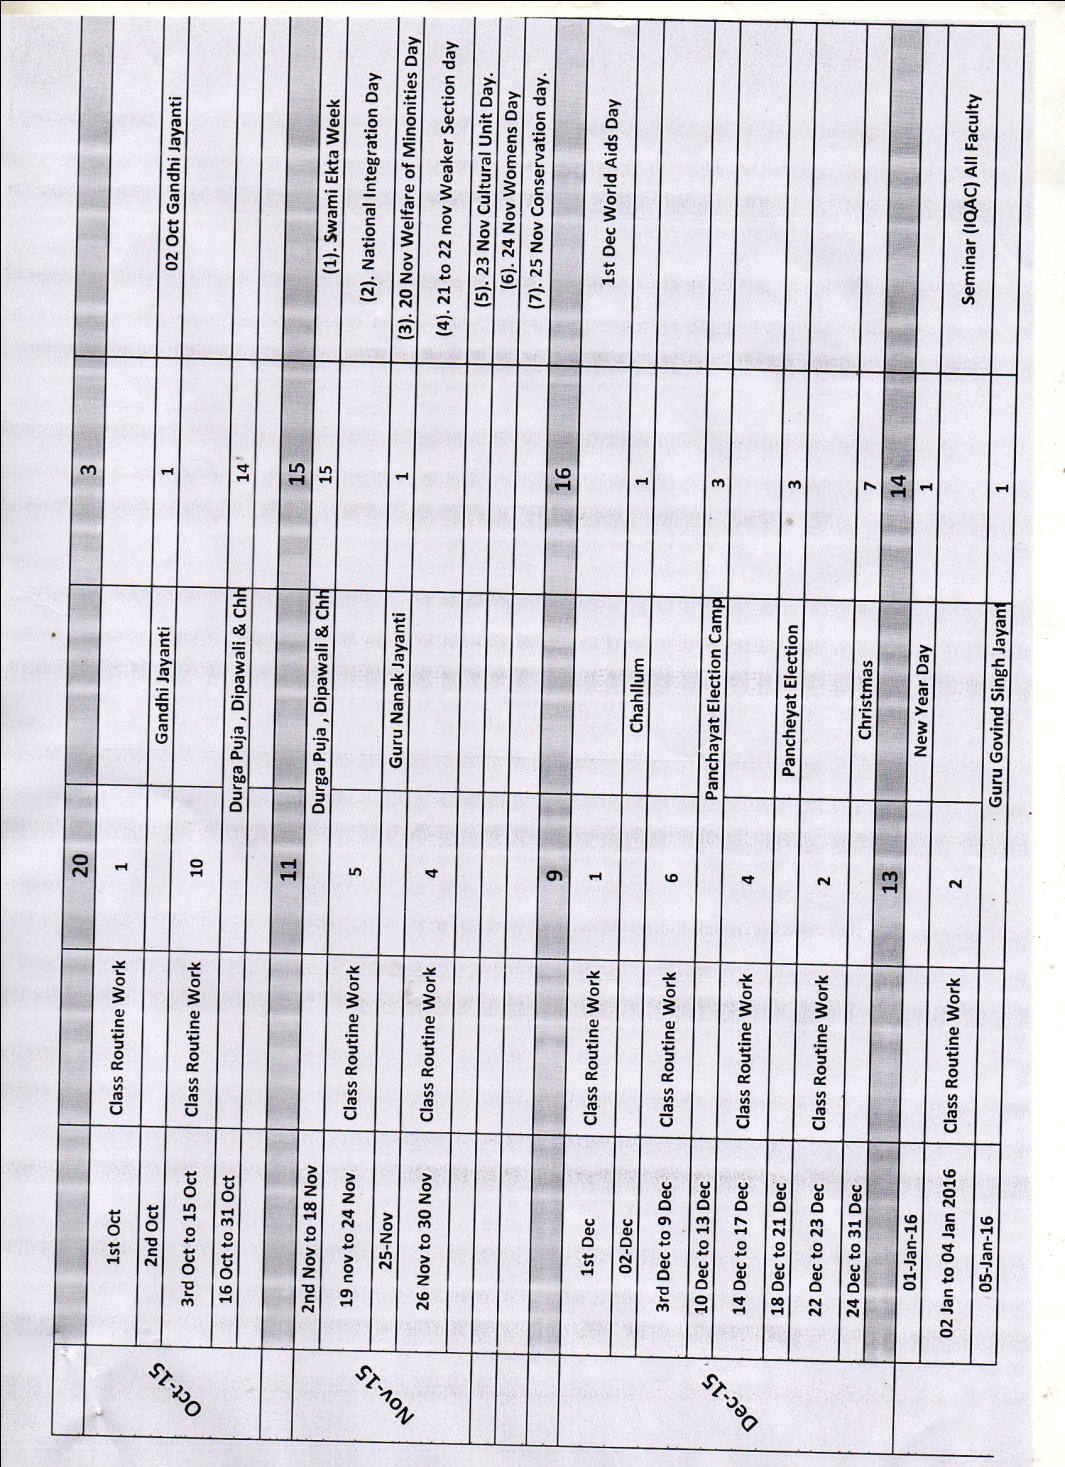 20 3
Oct-15
1st Oct Class Routine Work 1
2nd Oct Gandhi Jayanti 1 02 Oct Gandhi Jayanti
3rd Oct to 15 Oct Class Routine Work 10
16 Oct to 31 Oct Durga Puja , Dipawali & Chh 14
11 15
Nov-15
2nd Nov to 18 Nov Durga Puja , Dipawali & Chh 15 (1). Swami Ekta Week
19 nov to 24 Nov Class Routine Work 5 (2). National Integration Day
25-Nov Guru Nanak Jayanti 1 (3). 20 Nov Welfare of Minonities Day
26 Nov to 30 Nov Class Routine Work 4 (4). 21 to 22 nov Weaker Section day
(5). 23 Nov Cultural Unit Day.
(6). 24 Nov Womens Day
(7). 25 Nov Conservation day.
9 16
Dec-15
1st Dec Class Routine Work 1 1st Dec World Aids Day
02-Dec Chahllum 1
3rd Dec to 9 Dec Class Routine Work 6
10 Dec to 13 Dec Panchayat Election Camp 3
14 Dec to 17 Dec Class Routine Work 4
18 Dec to 21 Dec Pancheyat Election 3
22 Dec to 23 Dec Class Routine Work 2
24 Dec to 31 Dec Christmas 7
13 14
01-Jan-16 New Year Day 1
02 Jan to 04 Jan 2016 Class Routine Work 2 Seminar (IQAC) All Faculty
05-Jan-16 Guru Govind Singh Jayant 1